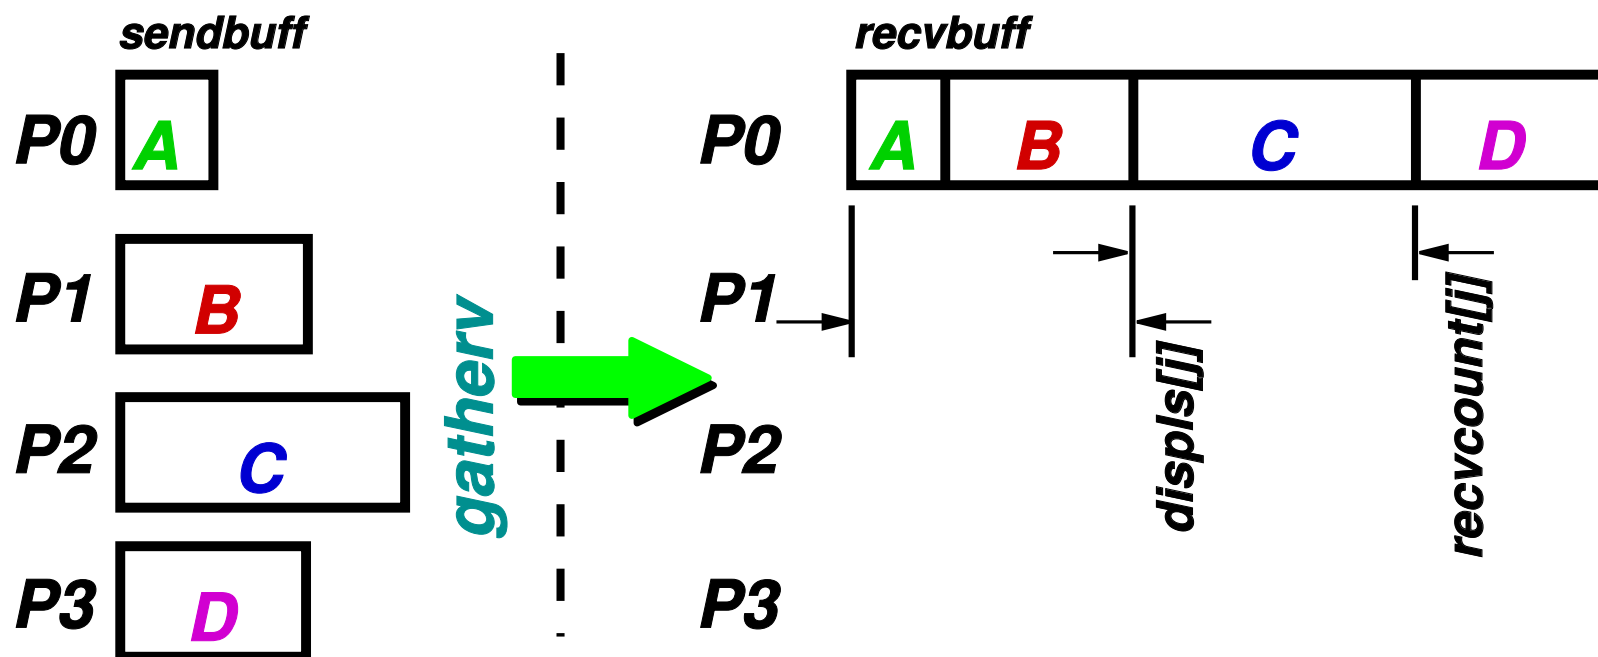 sendbuff
recvbuff
P0 A
P0 A B C D
P1 B
P1
gatherv
displs[j]
recvcount[j]
P2 C
P2
P3 D
P3